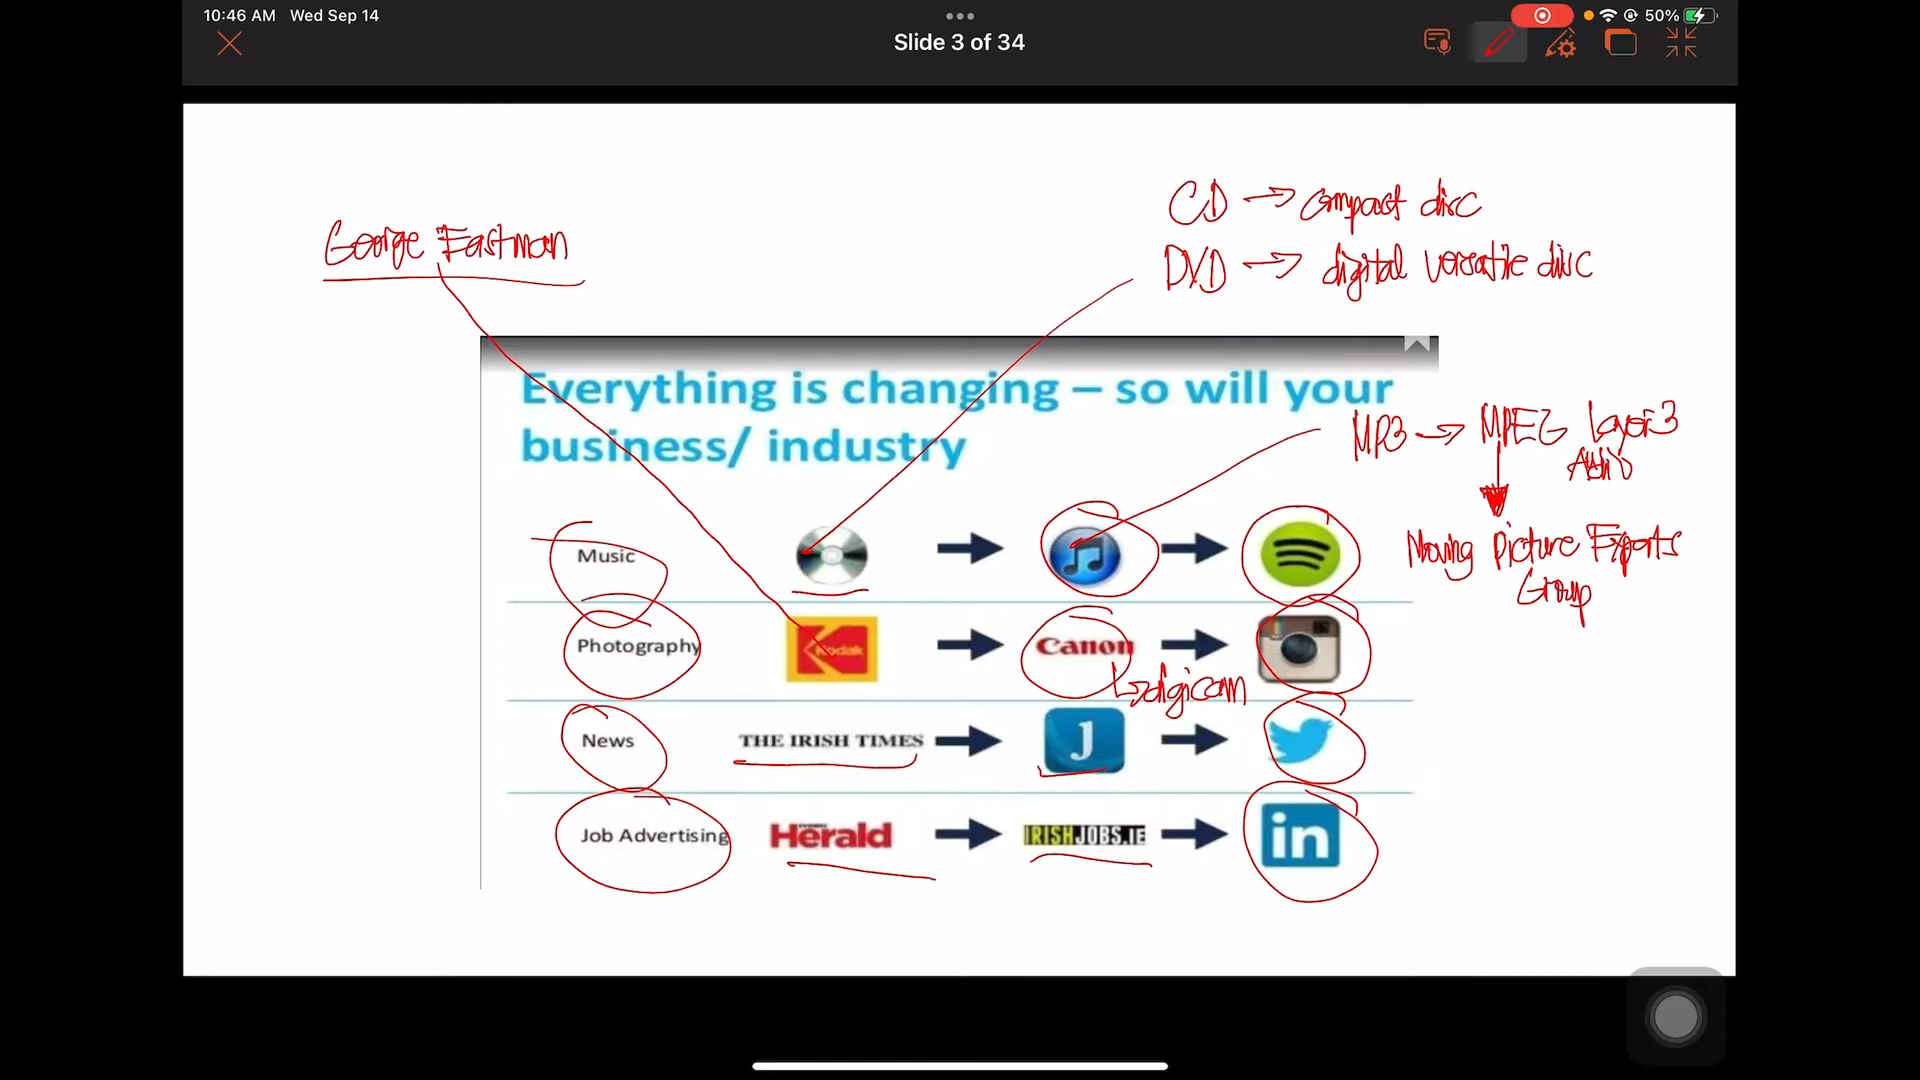 10:46 AM Wed Sep 14
50%
Slide 3 of 34
CD → compact disc
George Eastman
DVD → digital versatile disc
Everything is changing – so will your
business/ industry
MP3 → MPEG Layer 3
Audio
Moving Picture Experts
Group
Music
Photography
Kodak
Canon
digicam
News
THE IRISH TIMES
J
Job Advertising
Herald
IRISHJOBS.IE
in